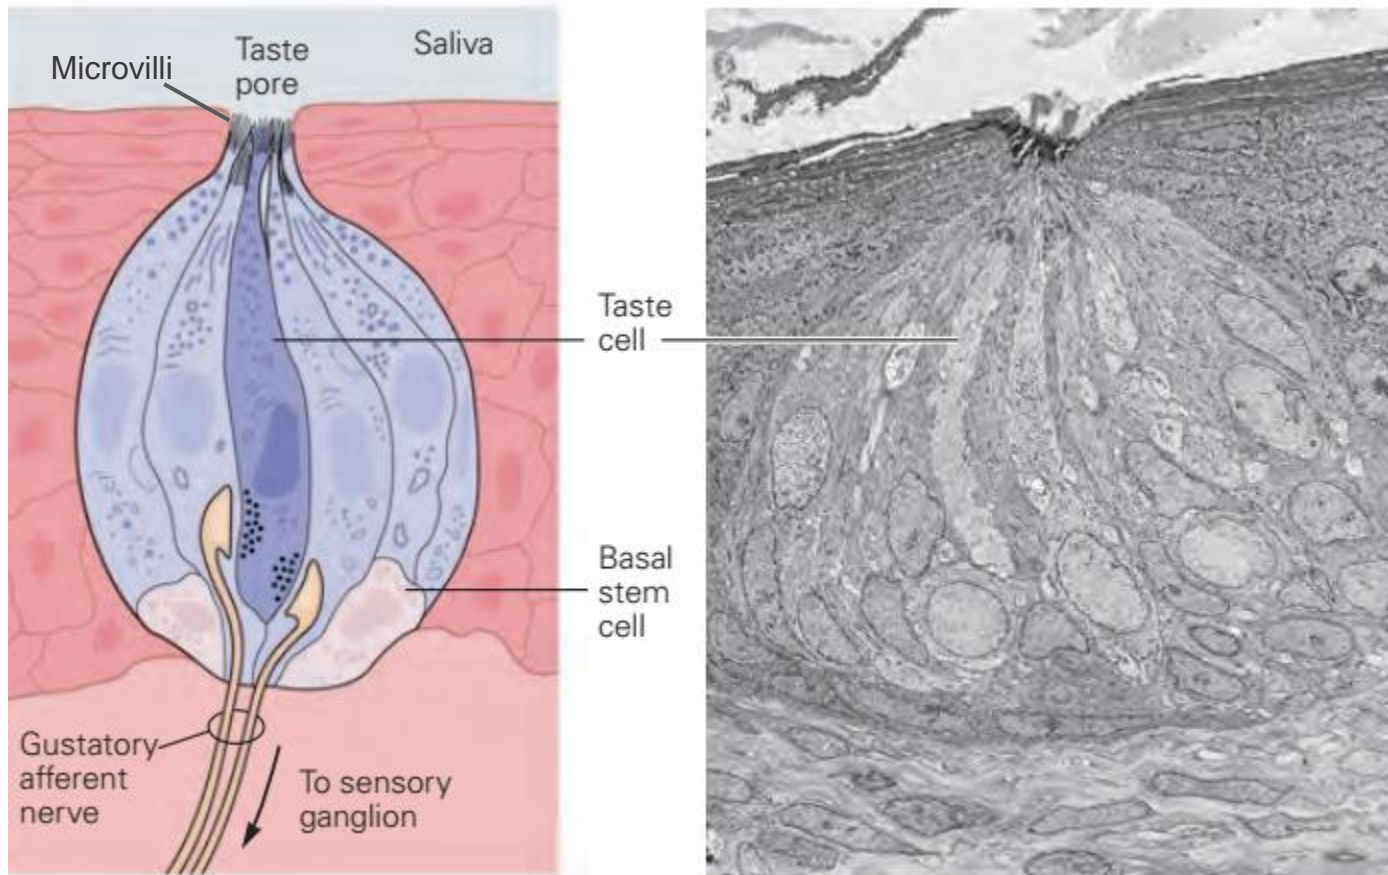 Microvilli
Taste
pore
Saliva
Taste
cell
Basal
stem
cell
Gustatory
afferent
nerve
To sensory
ganglion